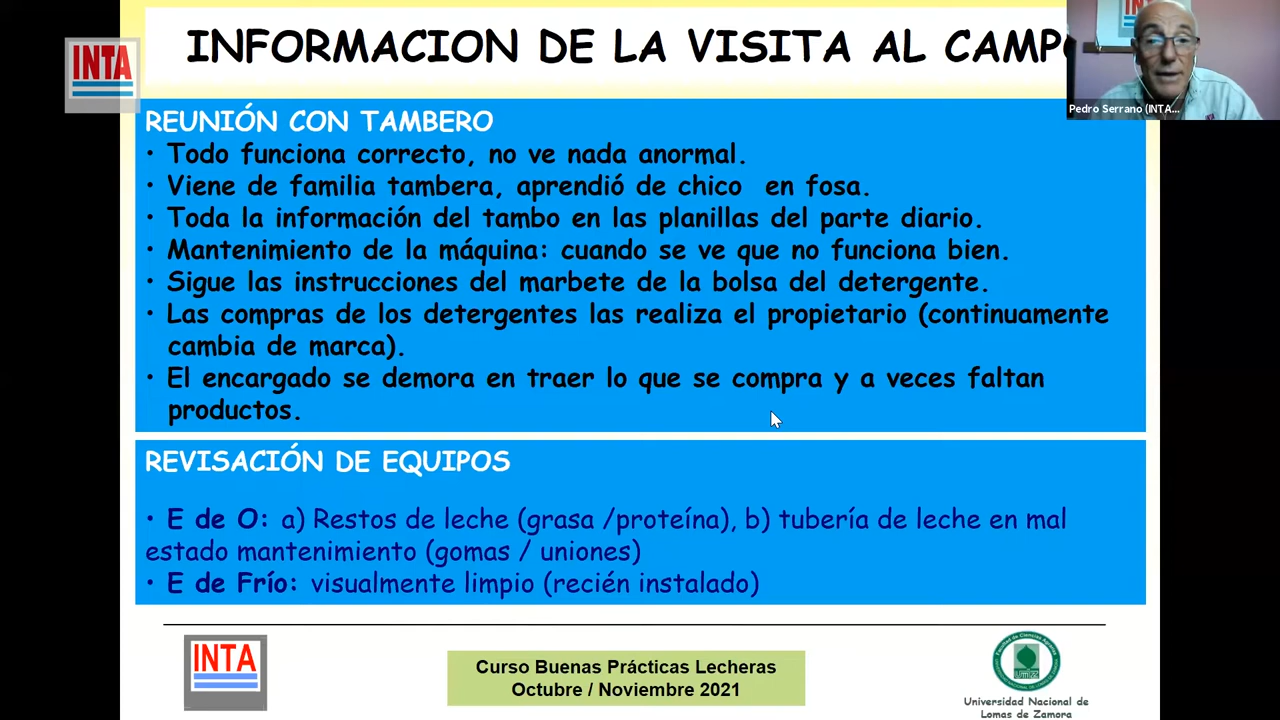 INTA
INFORMACION DE LA VISITA AL CAMPO
INTA
Pedro Serrano (INTA...
REUNIÓN CON TAMBERO
• Todo funciona correcto, no ve nada anormal.
• Viene de familia tambera, aprendió de chico en fosa.
• Toda la información del tambo en las planillas del parte diario.
• Mantenimiento de la máquina: cuando se ve que no funciona bien.
• Sigue las instrucciones del marbete de la bolsa del detergente.
• Las compras de los detergentes las realiza el propietario (continuamente
cambia de marca).
• El encargado se demora en traer lo que se compra y a veces faltan
productos.
REVISACIÓN DE EQUIPOS
• E de O: a) Restos de leche (grasa /proteína), b) tubería de leche en mal
estado mantenimiento (gomas / uniones)
• E de Frío: visualmente limpio (recién instalado)
INTA
Curso Buenas Prácticas Lecheras
Octubre / Noviembre 2021
Universidad Nacional de
Lomas de Zamora